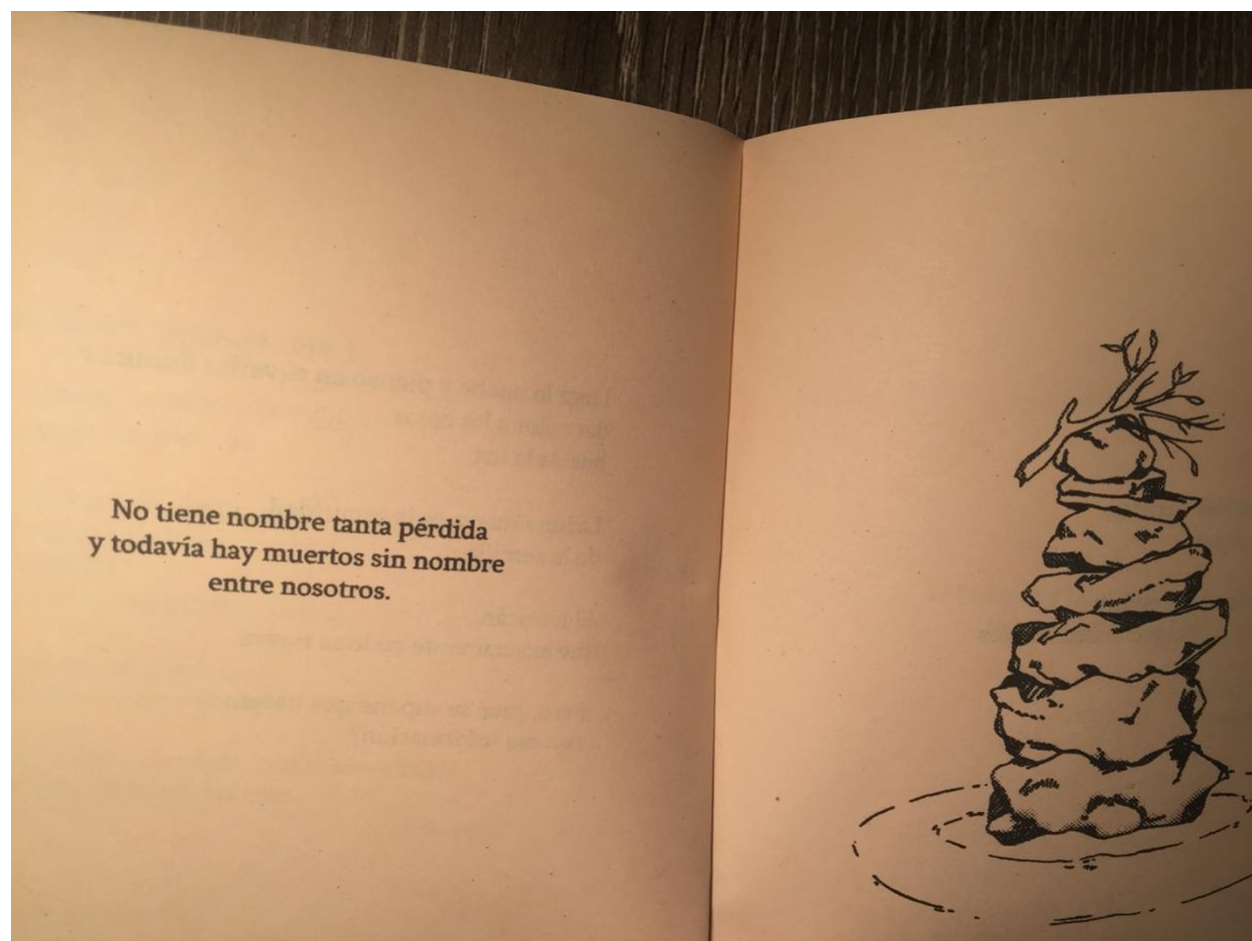 No tiene nombre tanta pérdida
y todavía hay muertos sin nombre
entre nosotros.